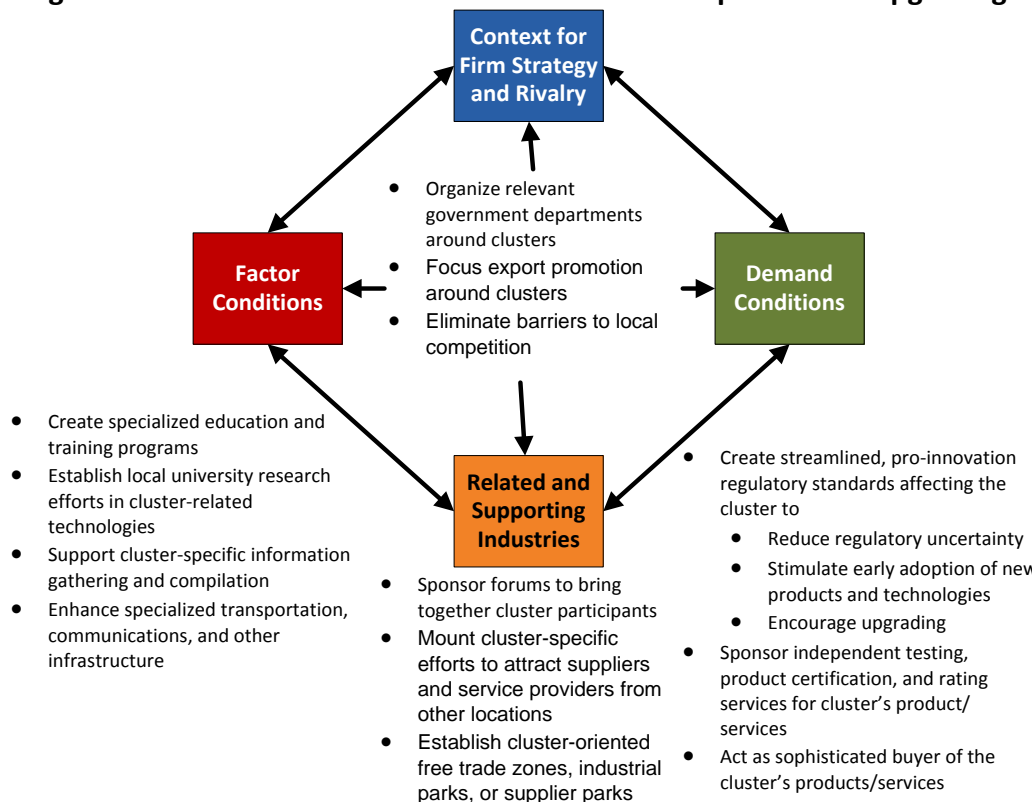 Context for
Firm Strategy
and Rivalry
• Organize relevant
government departments
around clusters
• Focus export promotion
around clusters
• Eliminate barriers to local
competition
Factor
Conditions
Demand
Conditions
• Create specialized education and
training programs
• Establish local university research
efforts in cluster-related
technologies
• Support cluster-specific information
gathering and compilation
• Enhance specialized transportation,
communications, and other
infrastructure
Related and
Supporting
Industries
• Sponsor forums to bring
together cluster participants
• Mount cluster-specific
efforts to attract suppliers
and service providers from
other locations
• Establish cluster-oriented
free trade zones, industrial
parks, or supplier parks
• Create streamlined, pro-innovation
regulatory standards affecting the
cluster to
• Reduce regulatory uncertainty
• Stimulate early adoption of new
products and technologies
• Encourage upgrading
• Sponsor independent testing,
product certification, and rating
services for cluster's product/
services
• Act as sophisticated buyer of the
cluster's products/services